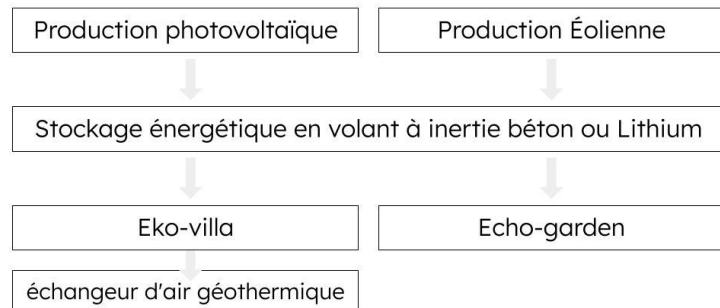 Production photovoltaïque
Production Éolienne
Stockage énergétique en volant à inertie béton ou Lithium
Eko-villa
Echo-garden
échangeur d'air géothermique